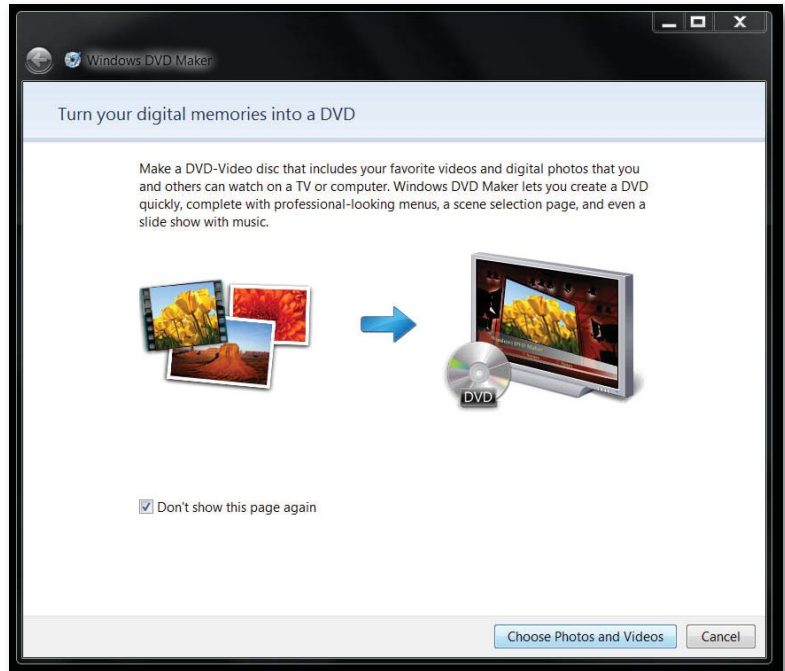 Windows DVD Maker
Turn your digital memories into a DVD
Make a DVD-Video disc that includes your favorite videos and digital photos that you
and others can watch on a TV or computer. Windows DVD Maker lets you create a DVD
quickly, complete with professional-looking menus, a scene selection page, and even a
slide show with music.
Windows DVD Maker
DVD
Don't show this page again
Choose Photos and Videos
Cancel